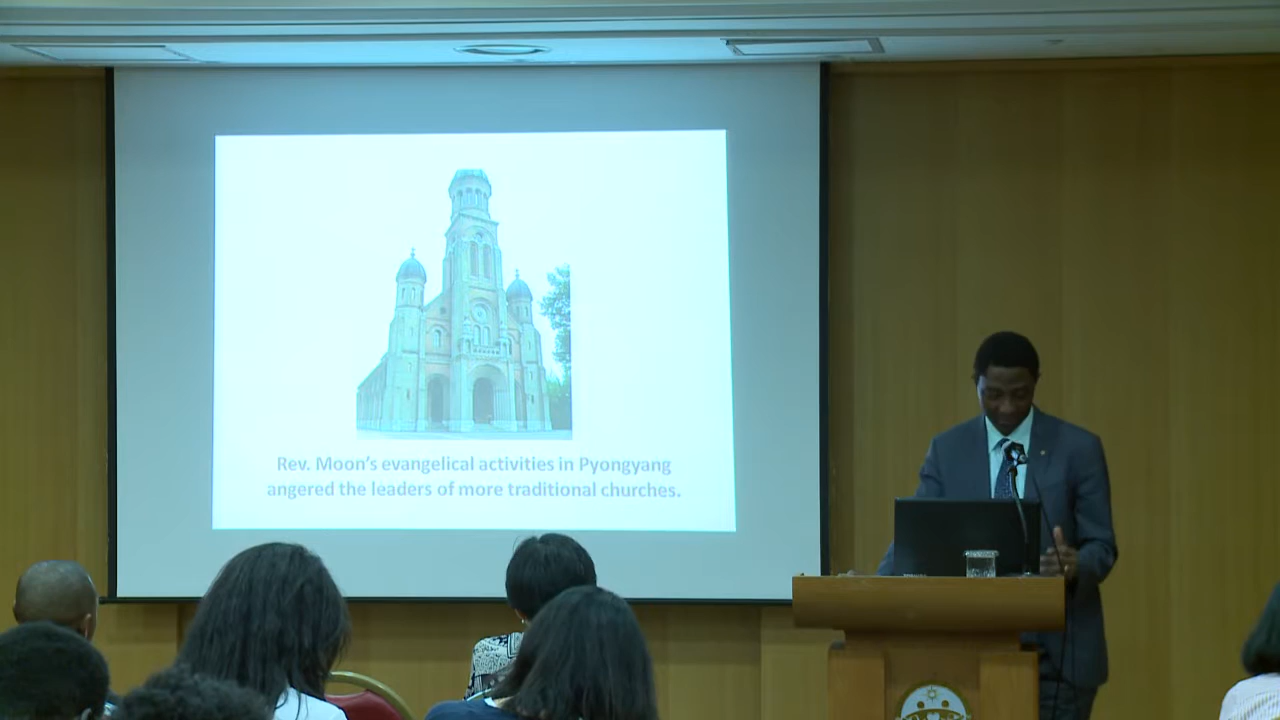 Rev. Moon's evangelical activities in Pyongyang
angered the leaders of more traditional churches.